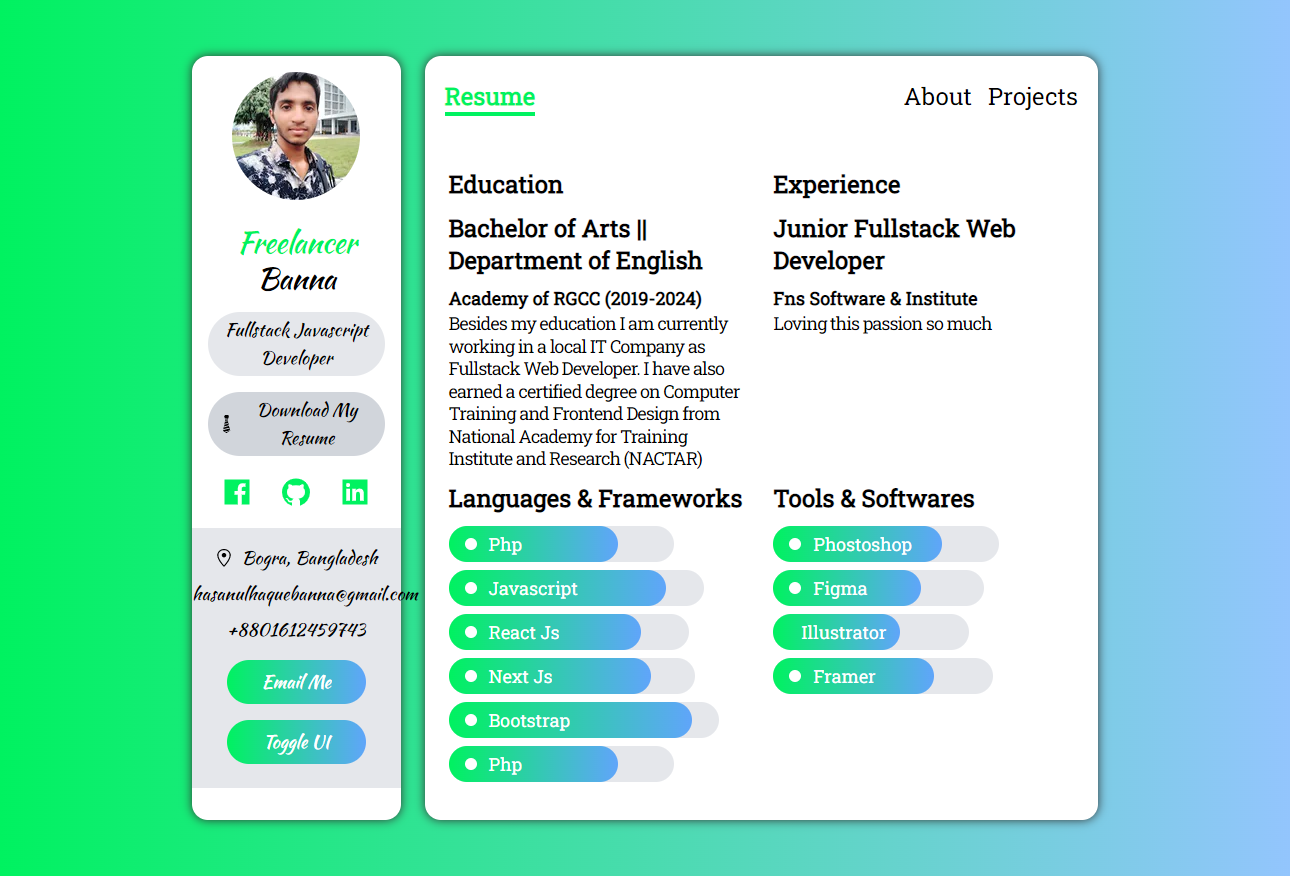 Freelancer
Banna
Fullstack Javascript
Developer
Download My
Resume
Bogra, Bangladesh
hasanulhaquebanna@gmail.com
+8801612459743
Email Me
Toggle UI
Resume
About Projects
Education
Bachelor of Arts ||
Department of English
Academy of RGCC (2019-2024)
Besides my education I am currently
working in a local IT Company as
Fullstack Web Developer. I have also
earned a certified degree on Computer
Training and Frontend Design from
National Academy for Training
Institute and Research (NACTAR)
Experience
Junior Fullstack Web
Developer
Fns Software & Institute
Loving this passion so much
Languages & Frameworks
Php
Javascript
React Js
Next Js
Bootstrap
Php
Tools & Softwares
Phostoshop
Figma
Illustrator
Framer